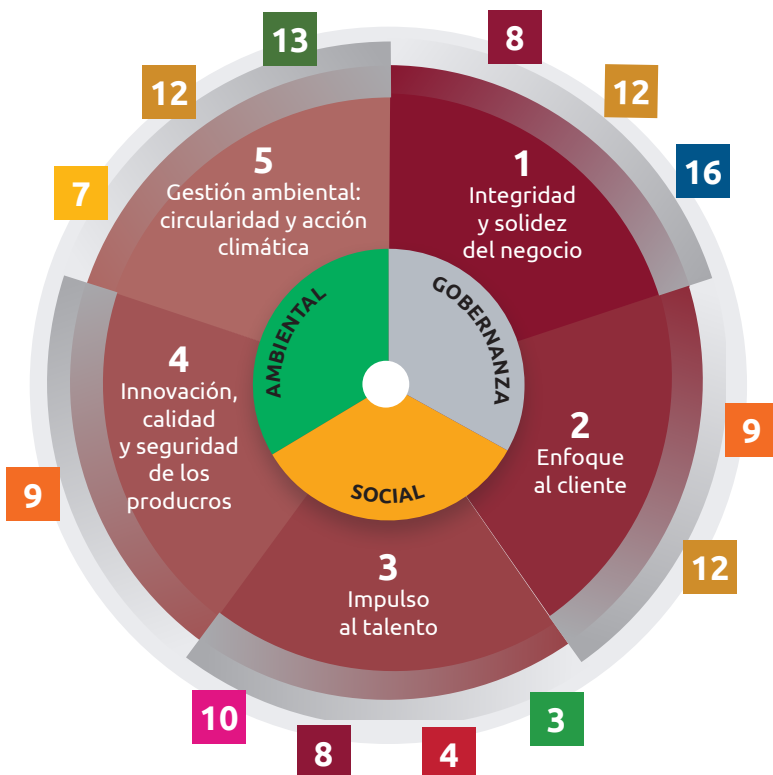 13
8
12
12
7
16
5
Gestión ambiental:
circularidad y acción
climática
1
Integridad
y solidez
del negocio
AMBIENTAL
GOBERNANZA
SOCIAL
4
Innovación,
calidad
y seguridad
de los
producros
2
Enfoque
al cliente
9
9
12
3
Impulso
al talento
10
8
4
3